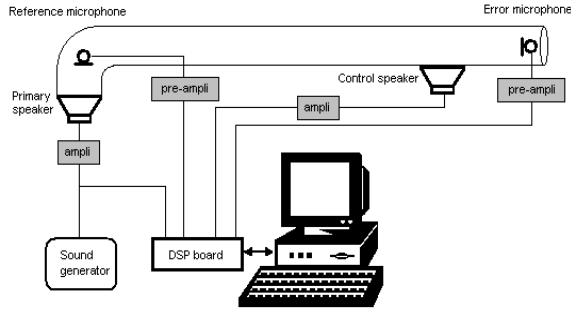 Reference microphone
Error microphone
pre-ampli
Control speaker
pre-ampli
Primary
speaker
ampli
ampli
Sound
generator
DSP board